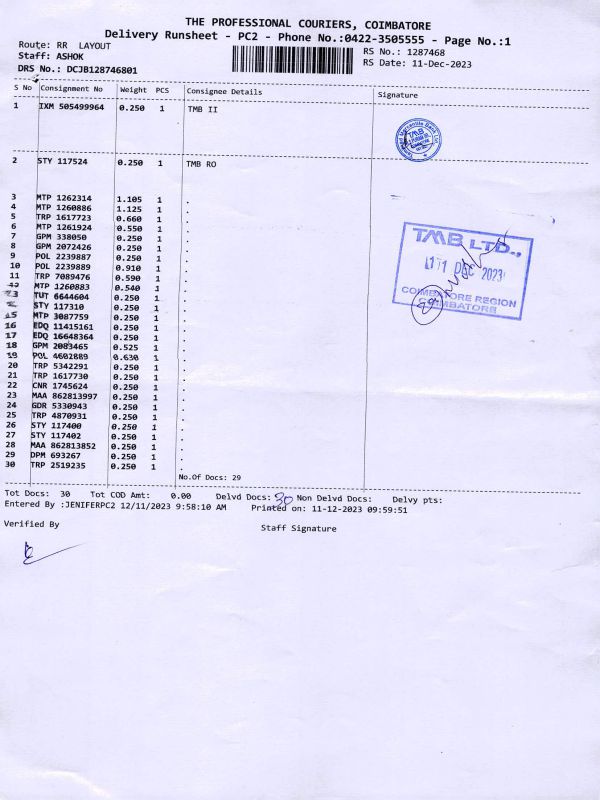 THE PROFESSIONAL COURIERS, COIMBATORE
Delivery Runsheet - PC2 - Phone No.:0422-3505555 - Page No.:1
Route: RR LAYOUT
RS No.: 1287468
Staff: ASHOK
RS Date: 11-Dec-2023
DRS No.: DCJB128746801
S No Consignment No Weight PCS Consignee Details Signature
1 IXM 505499964 0.250 1 TMB II
TMB
2 STY 117524 0.250 1 TMB RO
3 MTP 1262314 1.105 1 .
4 MTP 1260886 1.125 1 .
5 TRP 1617723 0.660 1 .
6 MTP 1261924 0.550 1 .
7 GPM 338050 0.250 1 .
8 GPM 2072426 0.250 1 .
9 POL 2239887 0.250 1 .
10 POL 2239889 0.910 1 .
11 TRP 7089476 0.590 1 .
12 MTP 1260883 0.540 1 .
13 TUT 6644604 0.250 1 .
STY 117310 0.250 1 .
15 MTP 3087759 0.250 1 .
16 EDQ 11415161 0.250 1 .
17 EDQ 16648364 0.250 1 .
18 GPM 2083465 0.525 1 .
19 POL 4602889 0.630 1 .
20 TRP 5342291 0.250 1 .
21 TRP 1617730 0.250 1 .
22 CNR 1745624 0.250 1 .
23 MAA 862813997 0.250 1 .
24 GDR 5330943 0.250 1 .
25 TRP 4870931 0.250 1 .
26 STY 117400 0.250 1 .
27 STY 117402 0.250 1 .
28 MAA 862813852 0.250 1 .
29 DPM 693267 0.250 1 .
30 TRP 2519235 0.250 1 .
TMB LTD.,
11 DEC 2023
COIMBATORE REGION
COIMBATORE
No.Of Docs: 29
Tot Docs: 30 Tot COD Amt: 0.00 Delvd Docs: 30 Non Delvd Docs: Delvy pts:
Entered By :JENIFERPC2 12/11/2023 9:58:10 AM Printed on: 11-12-2023 09:59:51
Verified By
Staff Signature